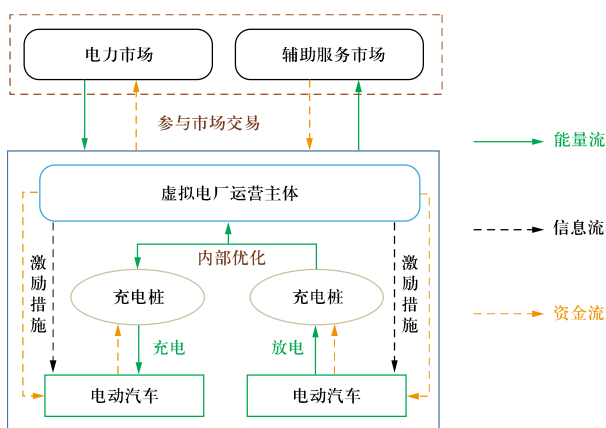 电力市场
辅助服务市场
参与市场交易
能量流
虚拟电厂运营主体
信息流
激励措施
内部优化
激励措施
充电桩
充电桩
资金流
充电
放电
电动汽车
电动汽车